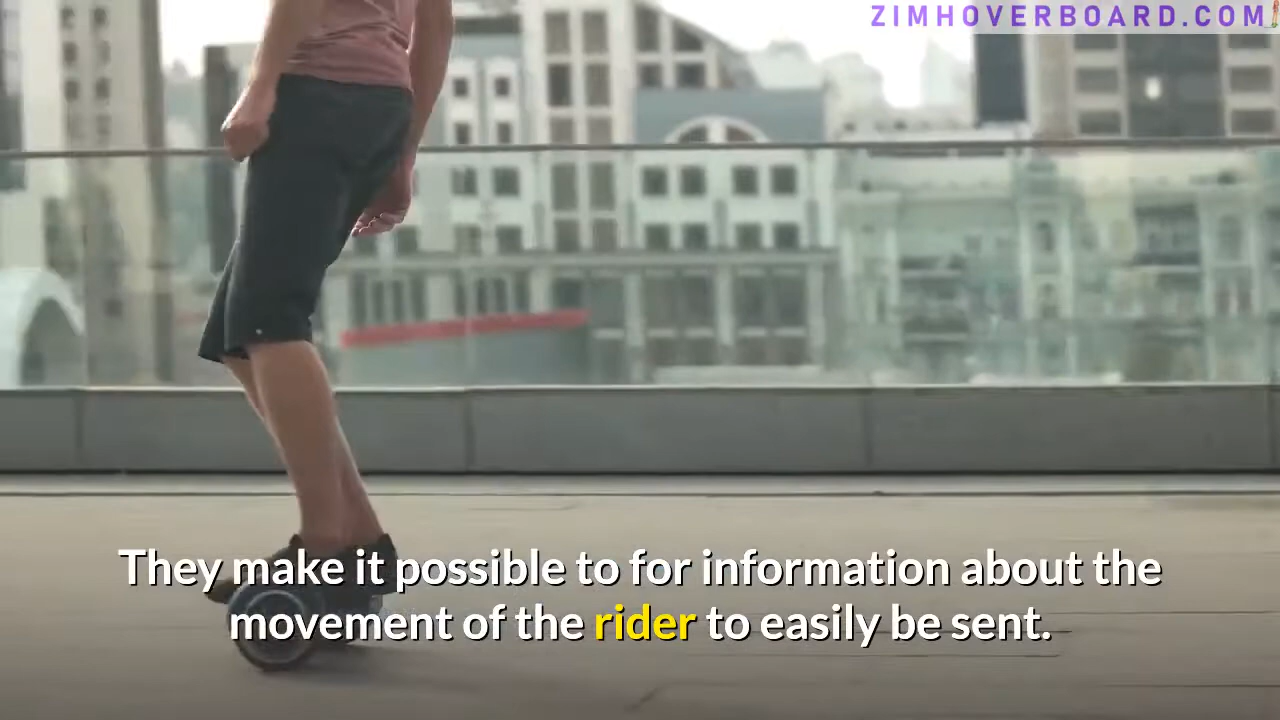 ZIMHOVERBOARD.COM
They make it possible to for information about the
movement of the rider to easily be sent.